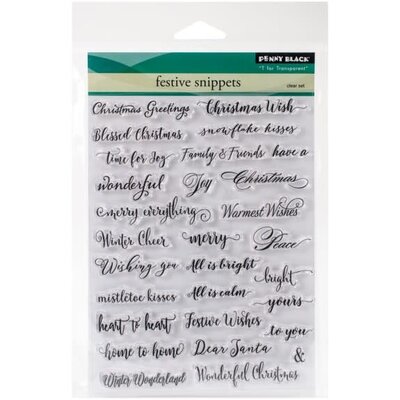 PENNY BLACK
"T for Transparent"
festive snippets
clear set
Christmas Greetings Christmas Wish
Blessed Christmas snowflake kisses
time for Joy Family & Friends have a
wonderful Joy Christmas
merry everything Warmest Wishes
Winter Cheer merry Peace
Wishing you All is bright bright
mistletoe kisses All is calm yours
heart to heart Festive Wishes to you
home to home Dear Santa &
Winter Wonderland Wonderful Christmas